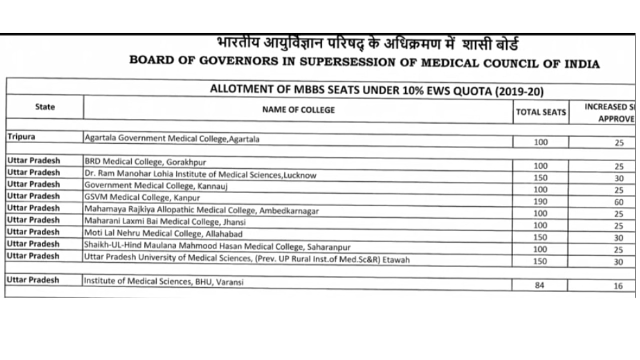 भारतीय आयुर्विज्ञान परिषद् के अधिक्रमण में शासी बोर्ड
BOARD OF GOVERNORS IN SUPERSESSION OF MEDICAL COUNCIL OF INDIA
ALLOTMENT OF MBBS SEATS UNDER 10% EWS QUOTA (2019-20)
State NAME OF COLLEGE TOTAL SEATS INCREASED S
APPROVE
Tripura Agartala Government Medical College,Agartala 100 25
Uttar Pradesh BRD Medical College, Gorakhpur 100 25
Uttar Pradesh Dr. Ram Manohar Lohia Institute of Medical Sciences,Lucknow 150 30
Uttar Pradesh Government Medical College, Kannauj 100 25
Uttar Pradesh GSVM Medical College, Kanpur 190 60
Uttar Pradesh Mahamaya Rajkiya Allopathic Medical College, Ambedkarnagar 100 25
Uttar Pradesh Maharani Laxmi Bai Medical College, Jhansi 100 25
Uttar Pradesh Moti Lal Nehru Medical College, Allahabad 150 30
Uttar Pradesh Shaikh-UL-Hind Maulana Mahmood Hasan Medical College, Saharanpur 100 25
Uttar Pradesh Uttar Pradesh University of Medical Sciences, (Prev. UP Rural Inst.of Med.Sc&R) Etawah 150 30
Uttar Pradesh Institute of Medical Sciences, BHU, Varansi 84 16